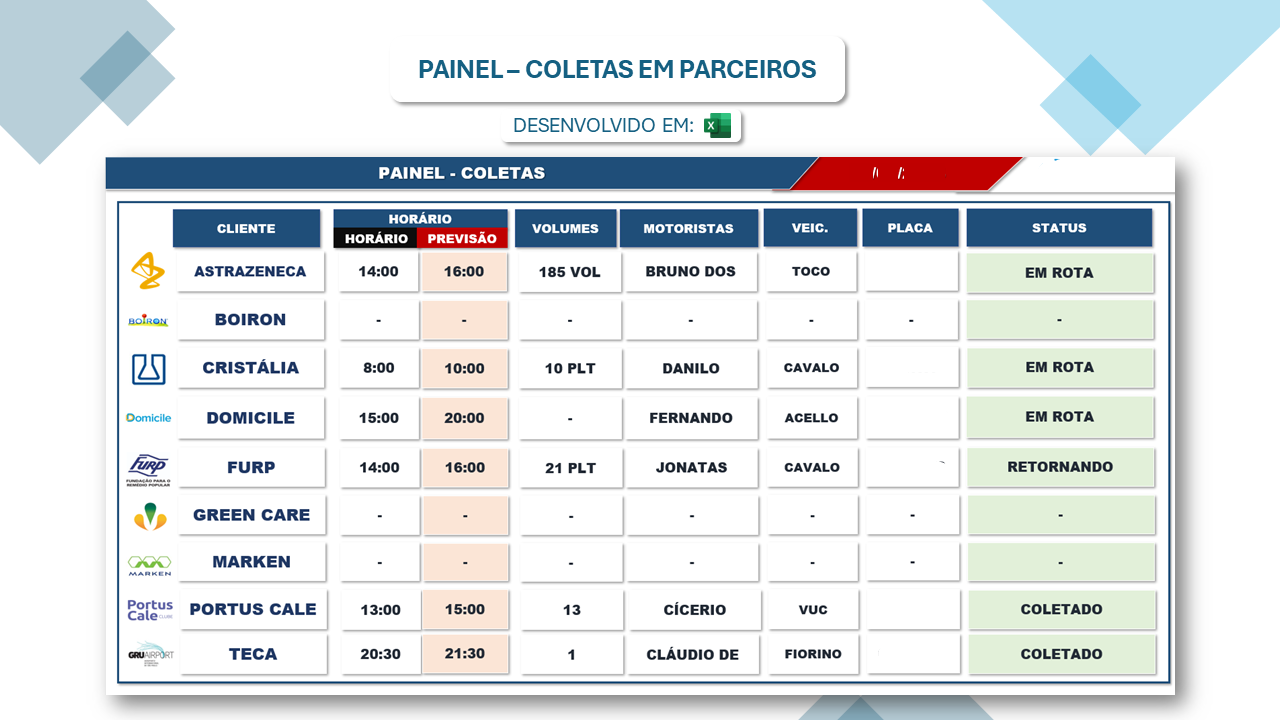 PAINEL – COLETAS EM PARCEIROS
DESENVOLVIDO EM:
PAINEL - COLETAS
CLIENTE HORÁRIO VOLUMES MOTORISTAS VEIC. PLACA STATUS
HORÁRIO PREVISÃO
ASTRAZENECA 14:00 16:00 185 VOL BRUNO DOS TOCO EM ROTA
BOIRON BOIRON - - - - - - -
CRISTÁLIA 8:00 10:00 10 PLT DANILO CAVALO EM ROTA
Domicile DOMICILE 15:00 20:00 - FERNANDO ACELLO EM ROTA
FURP FURP 14:00 16:00 21 PLT JONATAS CAVALO RETORNANDO
FUNDAÇÃO PARA O
REMÉDIO POPULAR
GREEN CARE - - - - - - -
MARKEN MARKEN - - - - - - -
Portus Cale CLUBE PORTUS CALE 13:00 15:00 13 CÍCERIO VUC COLETADO
GRUAIRPORT TECA 20:30 21:30 1 CLÁUDIO DE FIORINO COLETADO